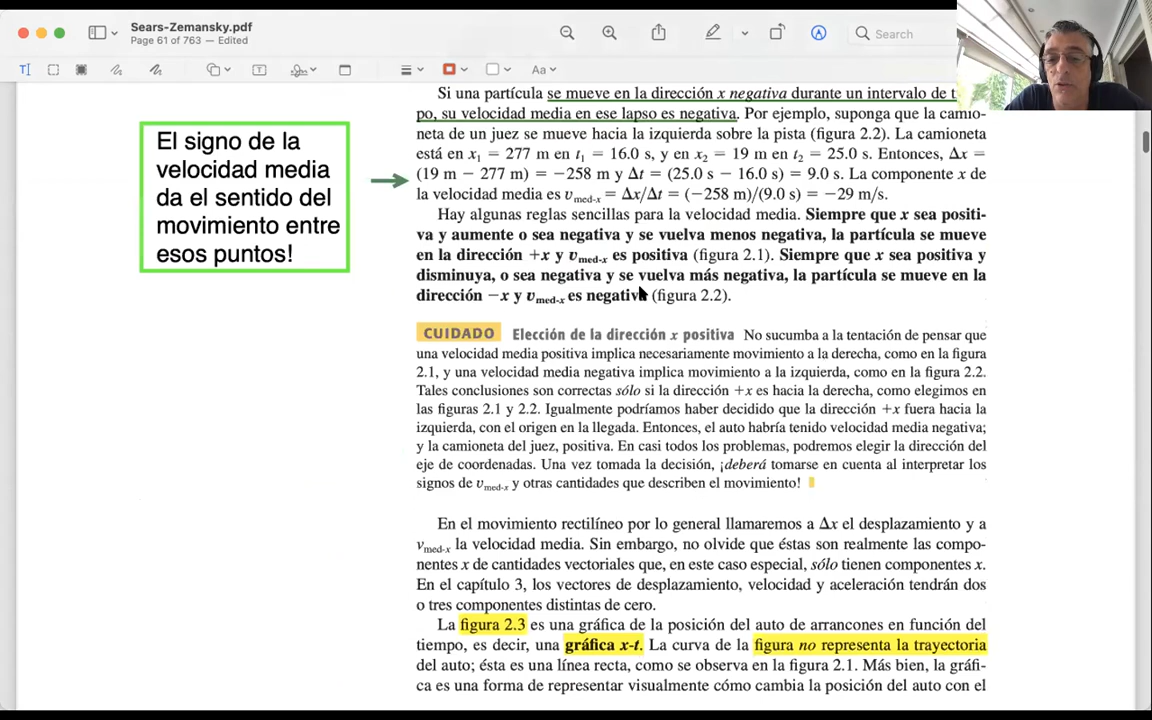 Sears-Zemansky.pdf
Page 61 of 763 — Edited
Search
Aa
El signo de la
velocidad media
da el sentido del
movimiento entre
esos puntos!
Si una partícula se mueve en la dirección x negativa durante un intervalo de t
po, su velocidad media en ese lapso es negativa. Por ejemplo, suponga que la camio-
neta de un juez se mueve hacia la izquierda sobre la pista (figura 2.2). La camioneta
está en x₁ = 277 m en t₁ = 16.0 s, y en x₂ = 19 m en t₂ = 25.0 s. Entonces, Δx =
(19 m − 277 m) = −258 m y Δt = (25.0 s − 16.0 s) = 9.0 s. La componente x de
la velocidad media es vmed-x = Δx/Δt = (−258 m)/(9.0 s) = −29 m/s.
Hay algunas reglas sencillas para la velocidad media. Siempre que x sea positi-
va y aumente o sea negativa y se vuelva menos negativa, la partícula se mueve
en la dirección +x y vmed-x es positiva (figura 2.1). Siempre que x sea positiva y
disminuya, o sea negativa y se vuelva más negativa, la partícula se mueve en la
dirección −x y vmed-x es negativa (figura 2.2).
CUIDADO Elección de la dirección x positiva No sucumba a la tentación de pensar que
una velocidad media positiva implica necesariamente movimiento a la derecha, como en la figura
2.1, y una velocidad media negativa implica movimiento a la izquierda, como en la figura 2.2.
Tales conclusiones son correctas sólo si la dirección +x es hacia la derecha, como elegimos en
las figuras 2.1 y 2.2. Igualmente podríamos haber decidido que la dirección +x fuera hacia la
izquierda, con el origen en la llegada. Entonces, el auto habría tenido velocidad media negativa;
y la camioneta del juez, positiva. En casi todos los problemas, podremos elegir la dirección del
eje de coordenadas. Una vez tomada la decisión, ¡deberá tomarse en cuenta al interpretar los
signos de vmed-x y otras cantidades que describen el movimiento!
En el movimiento rectilíneo por lo general llamaremos a Δx el desplazamiento y a
vmed-x la velocidad media. Sin embargo, no olvide que éstas son realmente las compo-
nentes x de cantidades vectoriales que, en este caso especial, sólo tienen componentes x.
En el capítulo 3, los vectores de desplazamiento, velocidad y aceleración tendrán dos
o tres componentes distintas de cero.
La figura 2.3 es una gráfica de la posición del auto de arrancones en función del
tiempo, es decir, una gráfica x-t. La curva de la figura no representa la trayectoria
del auto; ésta es una línea recta, como se observa en la figura 2.1. Más bien, la gráfi-
ca es una forma de representar visualmente cómo cambia la posición del auto con el